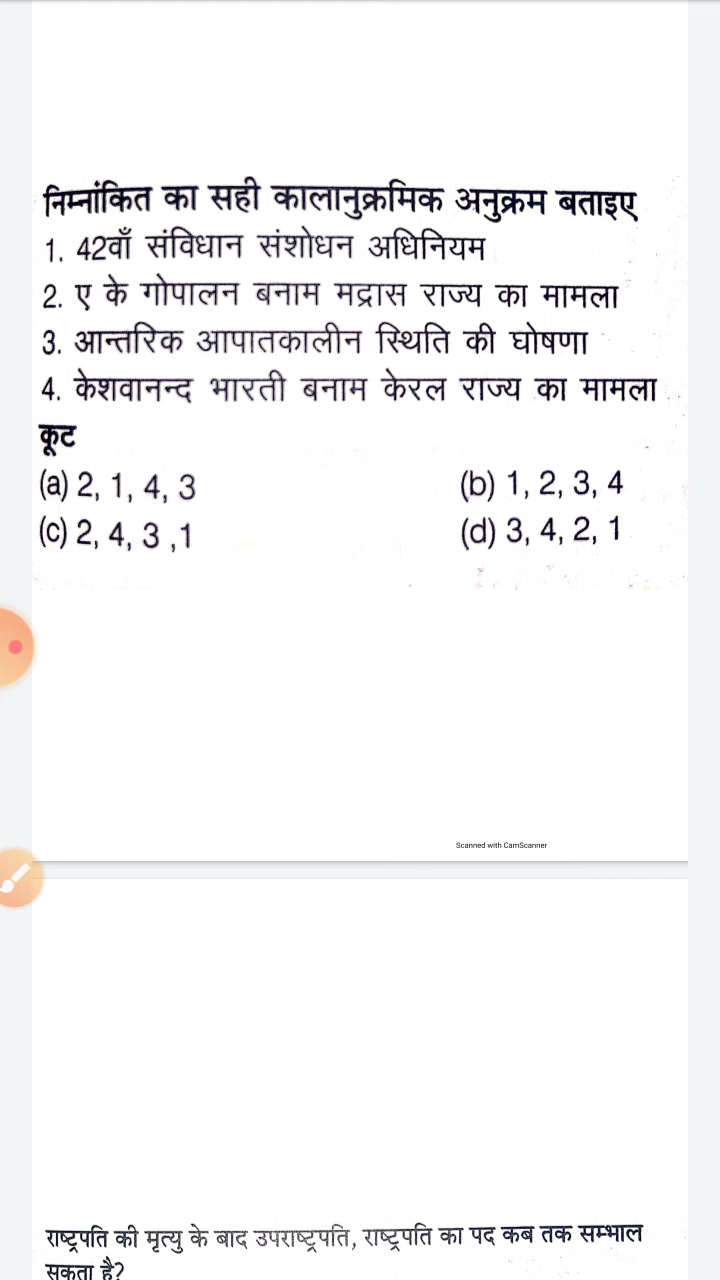 निम्नांकित का सही कालानुक्रमिक अनुक्रम बताइए
1. 42वाँ संविधान संशोधन अधिनियम
2. ए के गोपालन बनाम मद्रास राज्य का मामला
3. आन्तरिक आपातकालीन स्थिति की घोषणा
4. केशवानन्द भारती बनाम केरल राज्य का मामला
कूट
(a) 2, 1, 4, 3 (b) 1, 2, 3, 4
(c) 2, 4, 3 ,1 (d) 3, 4, 2, 1
Scanned with CamScanner
राष्ट्रपति की मृत्यु के बाद उपराष्ट्रपति, राष्ट्रपति का पद कब तक सम्भाल
सकता है?